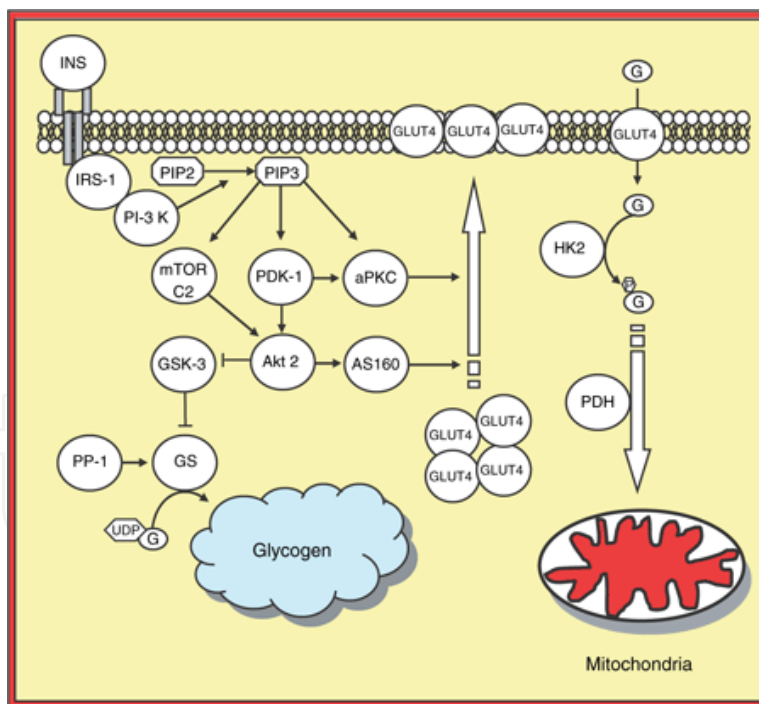 INS
G
GLUT4
GLUT4
GLUT4
GLUT4
IRS-1
PIP2
PIP3
PI-3 K
G
HK2
P
G
mTOR
C2
PDK-1
aPKC
GSK-3
Akt 2
AS160
PDH
GLUT4
GLUT4
GLUT4
GLUT4
PP-1
GS
UDP
G
Glycogen
Mitochondria